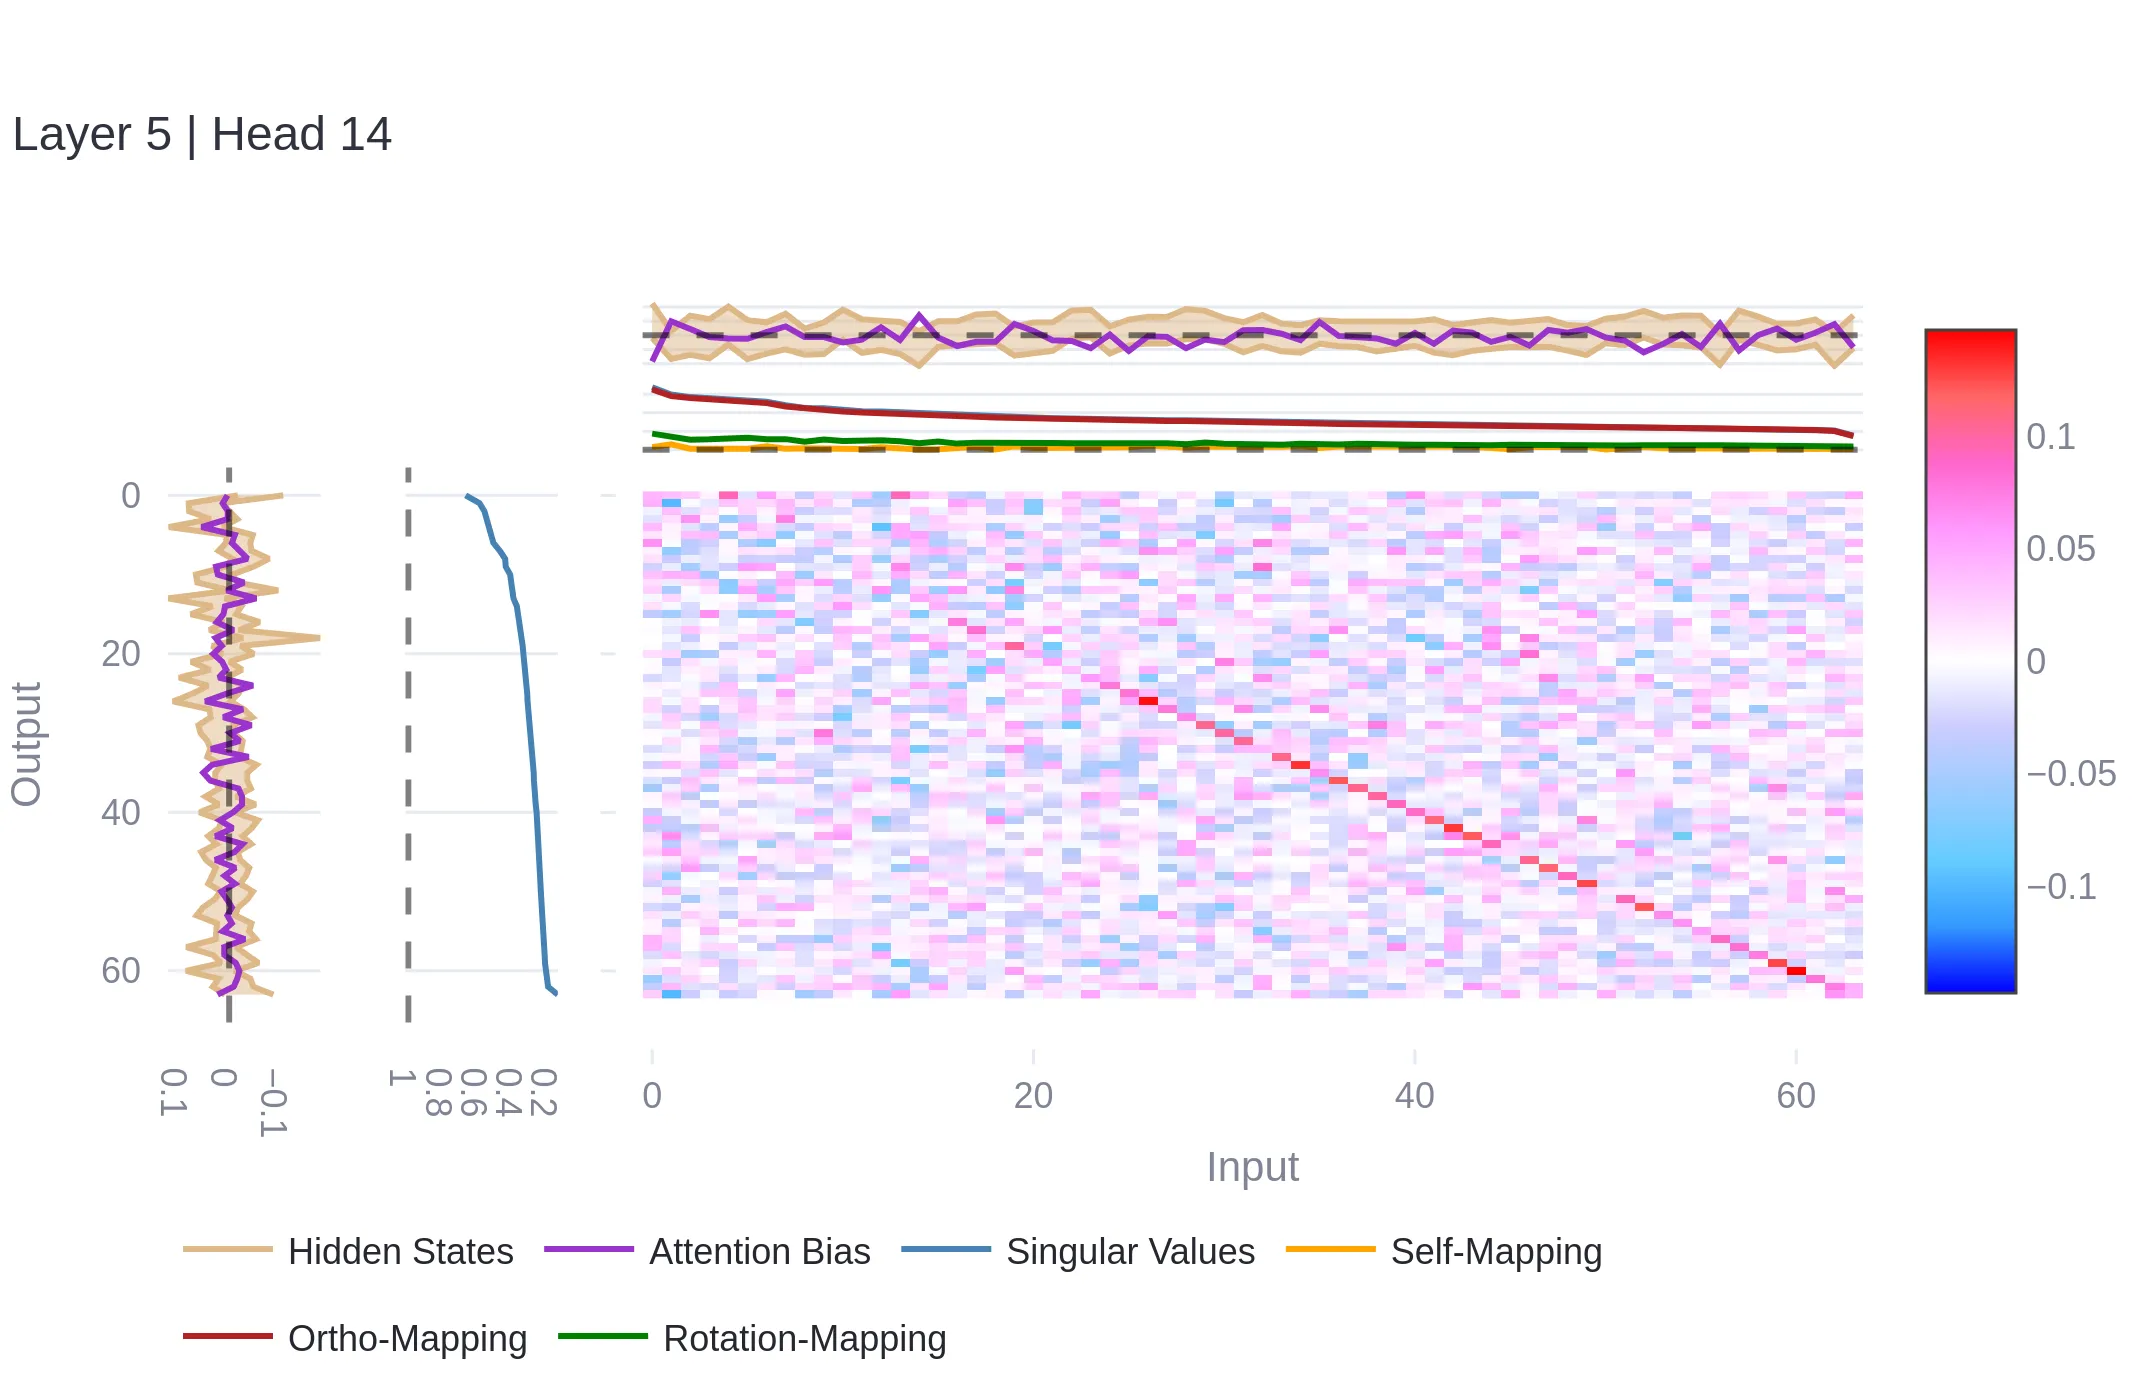 Layer 5 | Head 14
0
20
40
60
Output
0.1
0
−0.1
1
0.8
0.6
0.4
0.2
0
20
40
60
Input
0.1
0.05
0
−0.05
−0.1
Hidden States
Attention Bias
Singular Values
Self-Mapping
Ortho-Mapping
Rotation-Mapping